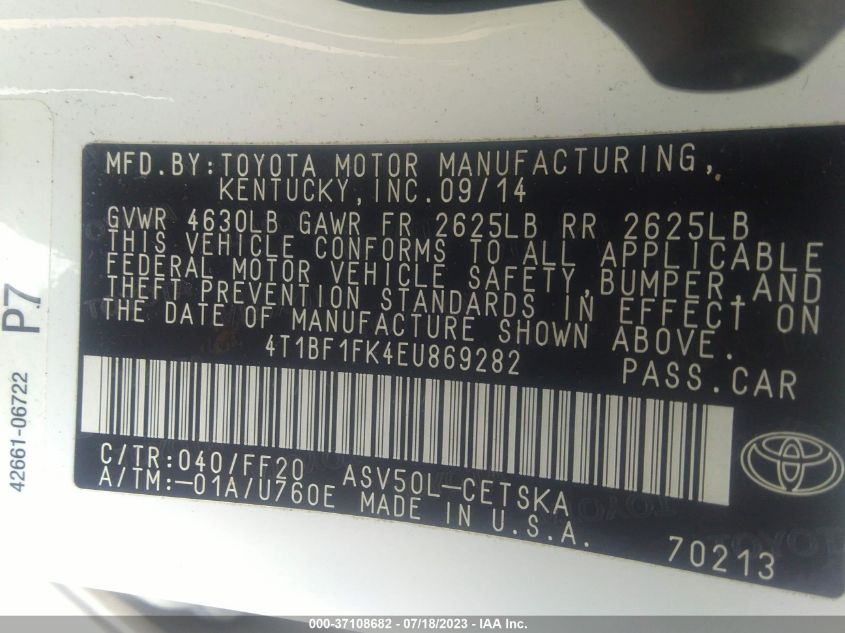 MFD.BY:TOYOTA MOTOR MANUFACTURING,
KENTUCKY,INC.09/14
GVWR 4630LB GAWR FR 2625LB RR 2625LB
THIS VEHICLE CONFORMS TO ALL APPLICABLE
FEDERAL MOTOR VEHICLE SAFETY,BUMPER,AND
THEFT PREVENTION STANDARDS IN EFFECT ON
THE DATE OF MANUFACTURE SHOWN ABOVE.
4T1BF1FK4EU869282
PASS.CAR
C/TR:040/FF20 ASV50L-CETSKA
A/TM:-01A/U760E MADE IN U.S.A.
70213
P7
42661-06722
000-37108682 - 07/18/2023 - IAA Inc.